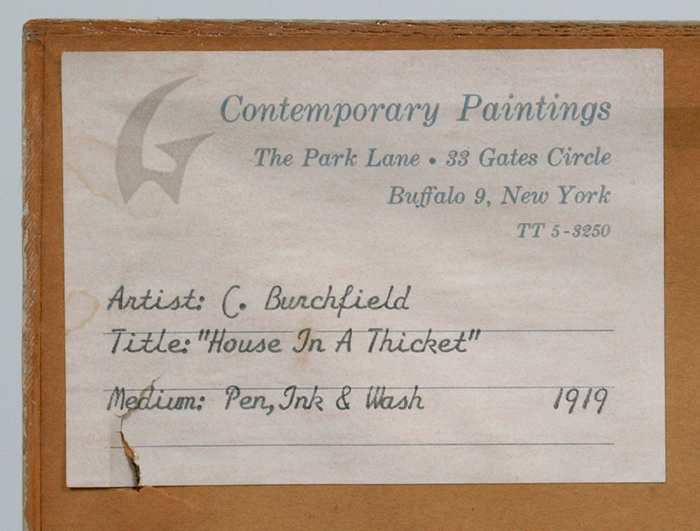 Contemporary Paintings
The Park Lane • 33 Gates Circle
Buffalo 9, New York
TT 5-3250
Artist: C. Burchfield
Title: "House In A Thicket"
Medium: Pen, Ink & Wash 1919